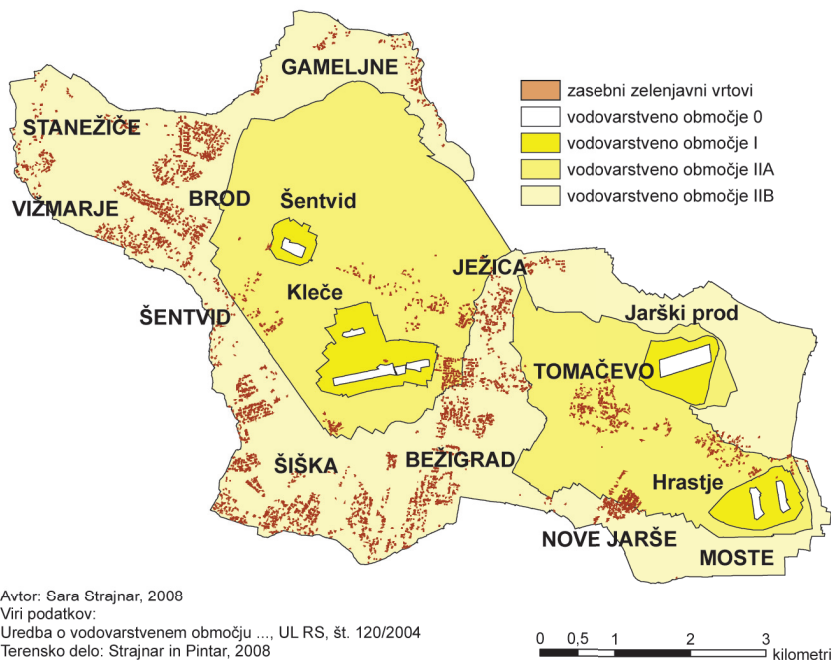 GAMELJNE
zasebni zelenjavni vrtovi
vodovarstveno območje 0
vodovarstveno območje I
vodovarstveno območje IIA
vodovarstveno območje IIB
STANEŽIČE
VIŽMARJE
BROD
Šentvid
JEŽICA
Kleče
ŠENTVID
Jarški prod
TOMAČEVO
ŠIŠKA
BEŽIGRAD
Hrastje
NOVE JARŠE
MOSTE
Avtor: Sara Strajnar, 2008
Viri podatkov:
Uredba o vodovarstvenem območju ..., UL RS, št. 120/2004
Terensko delo: Strajnar in Pintar, 2008
0 0,5 1 2 3
kilometri